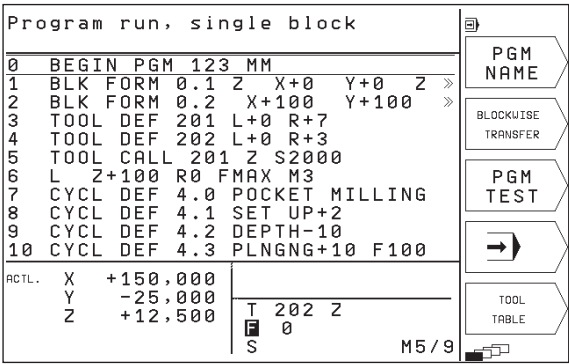 Program run, single block
0 BEGIN PGM 123 MM
1 BLK FORM 0.1 Z X+0 Y+0 Z »
2 BLK FORM 0.2 X+100 Y+100 »
3 TOOL DEF 201 L+0 R+7
4 TOOL DEF 202 L+0 R+3
5 TOOL CALL 201 Z S2000
6 L Z+100 R0 FMAX M3
7 CYCL DEF 4.0 POCKET MILLING
8 CYCL DEF 4.1 SET UP+2
9 CYCL DEF 4.2 DEPTH-10
10 CYCL DEF 4.3 PLNGNG+10 F100
ACTL. X +150,000
Y -25,000
Z +12,500
T 202 Z
F 0
S M5/9
PGM
NAME
BLOCKWISE
TRANSFER
PGM
TEST
TOOL
TABLE